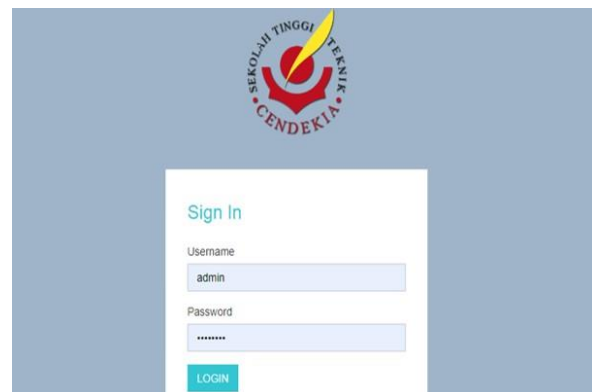 SEKOLAH TINGGI TEKNIK
• CENDEKIA •
Sign In
Username
admin
Password
••••••••
LOGIN